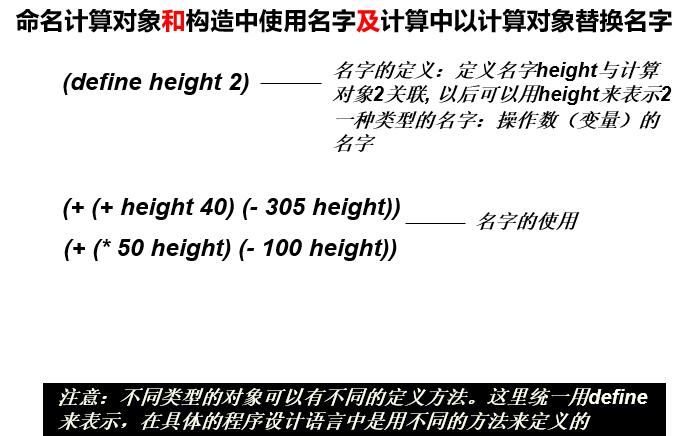 命名计算对象和构造中使用名字及计算中以计算对象替换名字
(define height 2)
名字的定义：定义名字height与计算
对象2关联, 以后可以用height来表示2
一种类型的名字：操作数（变量）的
名字
(+ (+ height 40) (- 305 height))
名字的使用
(+ (* 50 height) (- 100 height))
注意：不同类型的对象可以有不同的定义方法。这里统一用define
来表示，在具体的程序设计语言中是用不同的方法来定义的